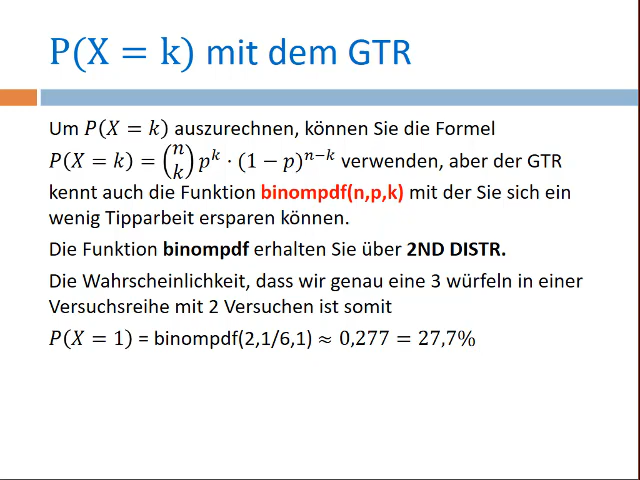 P(X = k) mit dem GTR
Um P(X = k) auszurechnen, können Sie die Formel
P(X = k) = (n k) p^k · (1 − p)^{n−k} verwenden, aber der GTR
kennt auch die Funktion binompdf(n,p,k) mit der Sie sich ein
wenig Tipparbeit ersparen können.
Die Funktion binompdf erhalten Sie über 2ND DISTR.
Die Wahrscheinlichkeit, dass wir genau eine 3 würfeln in einer
Versuchsreihe mit 2 Versuchen ist somit
P(X = 1) = binompdf(2,1/6,1) ≈ 0,277 = 27,7%